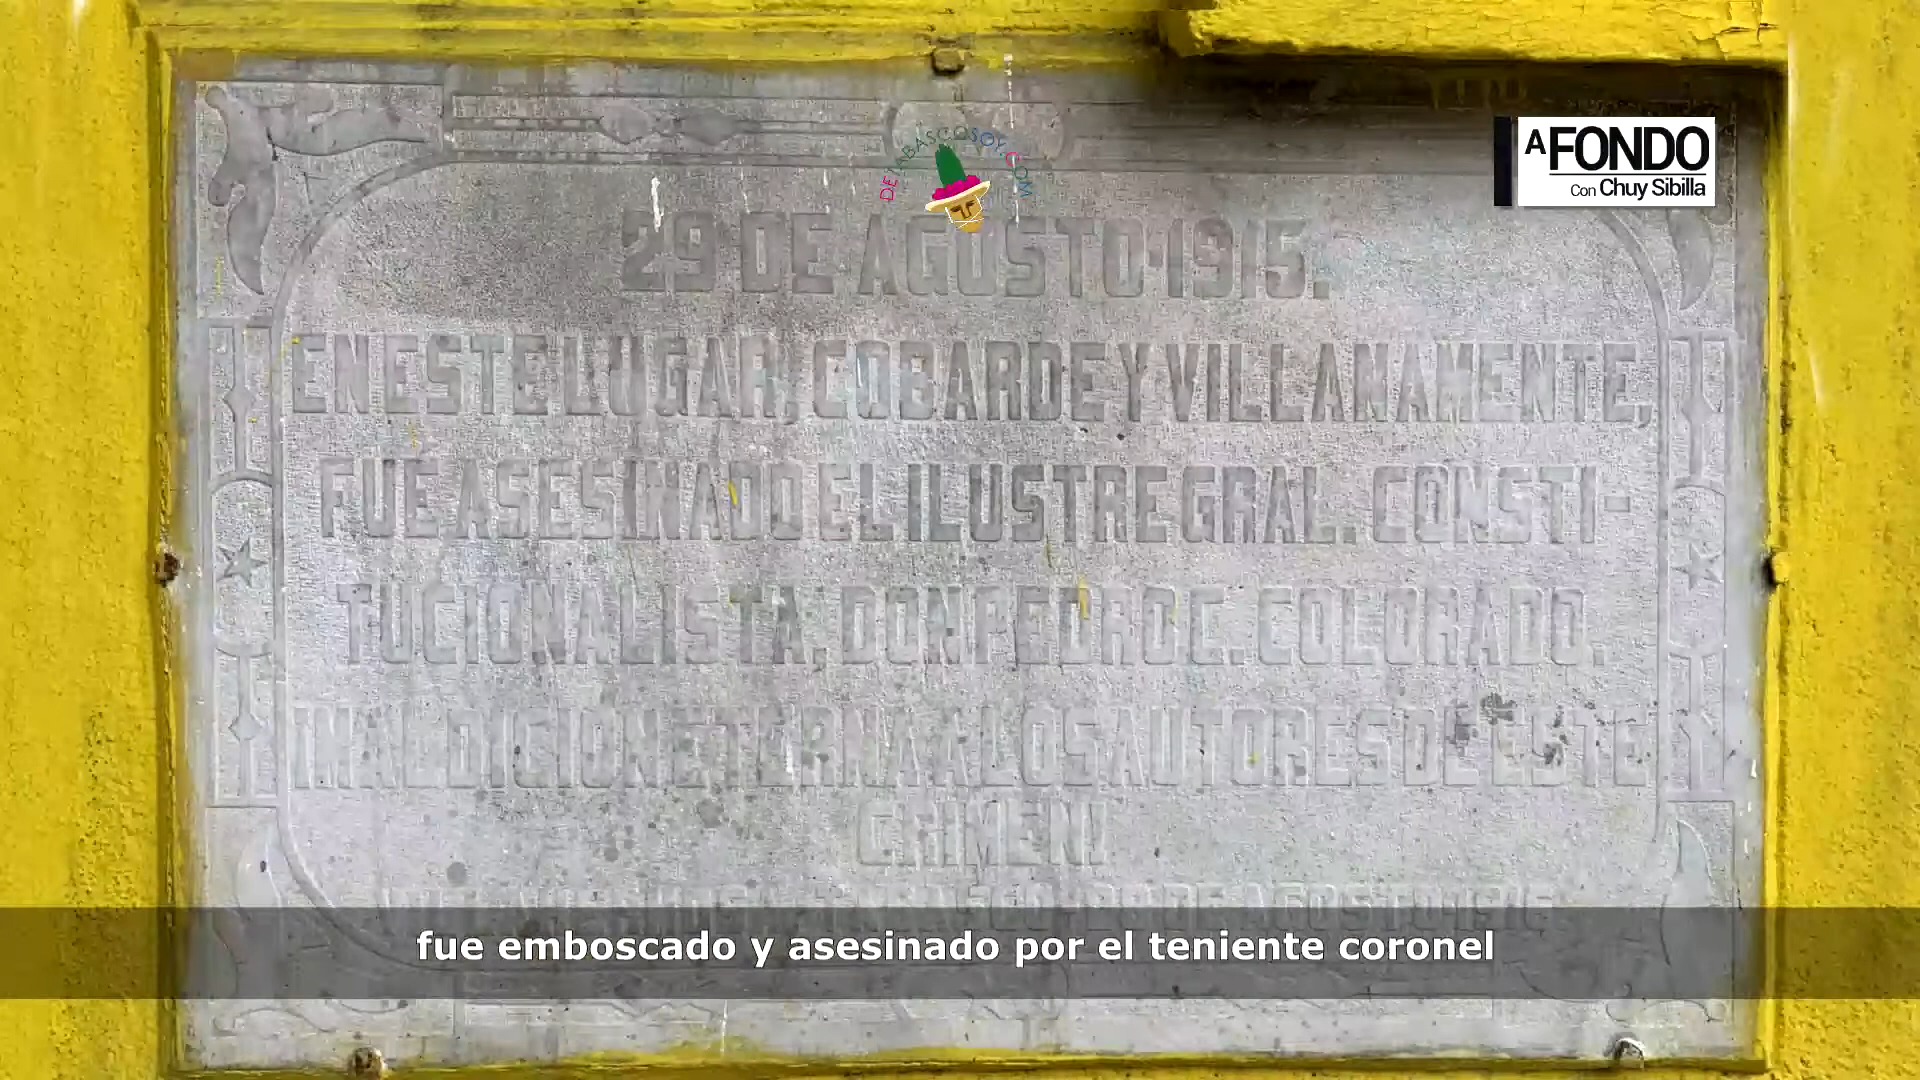 DETABASCOSOY.COM
A FONDO
Con Chuy Sibilla
29 DE AGOSTO 1915.
EN ESTE LUGAR, COBARDE Y VILLANAMENTE,
FUE ASESINADO EL ILUSTRE GRAL. CONSTI-
TUCIONALISTA, DON PEDRO C. COLORADO.
MALDICION ETERNA A LOS AUTORES DE ESTE
CRIMEN!
DE AGOSTO
fue emboscado y asesinado por el teniente coronel